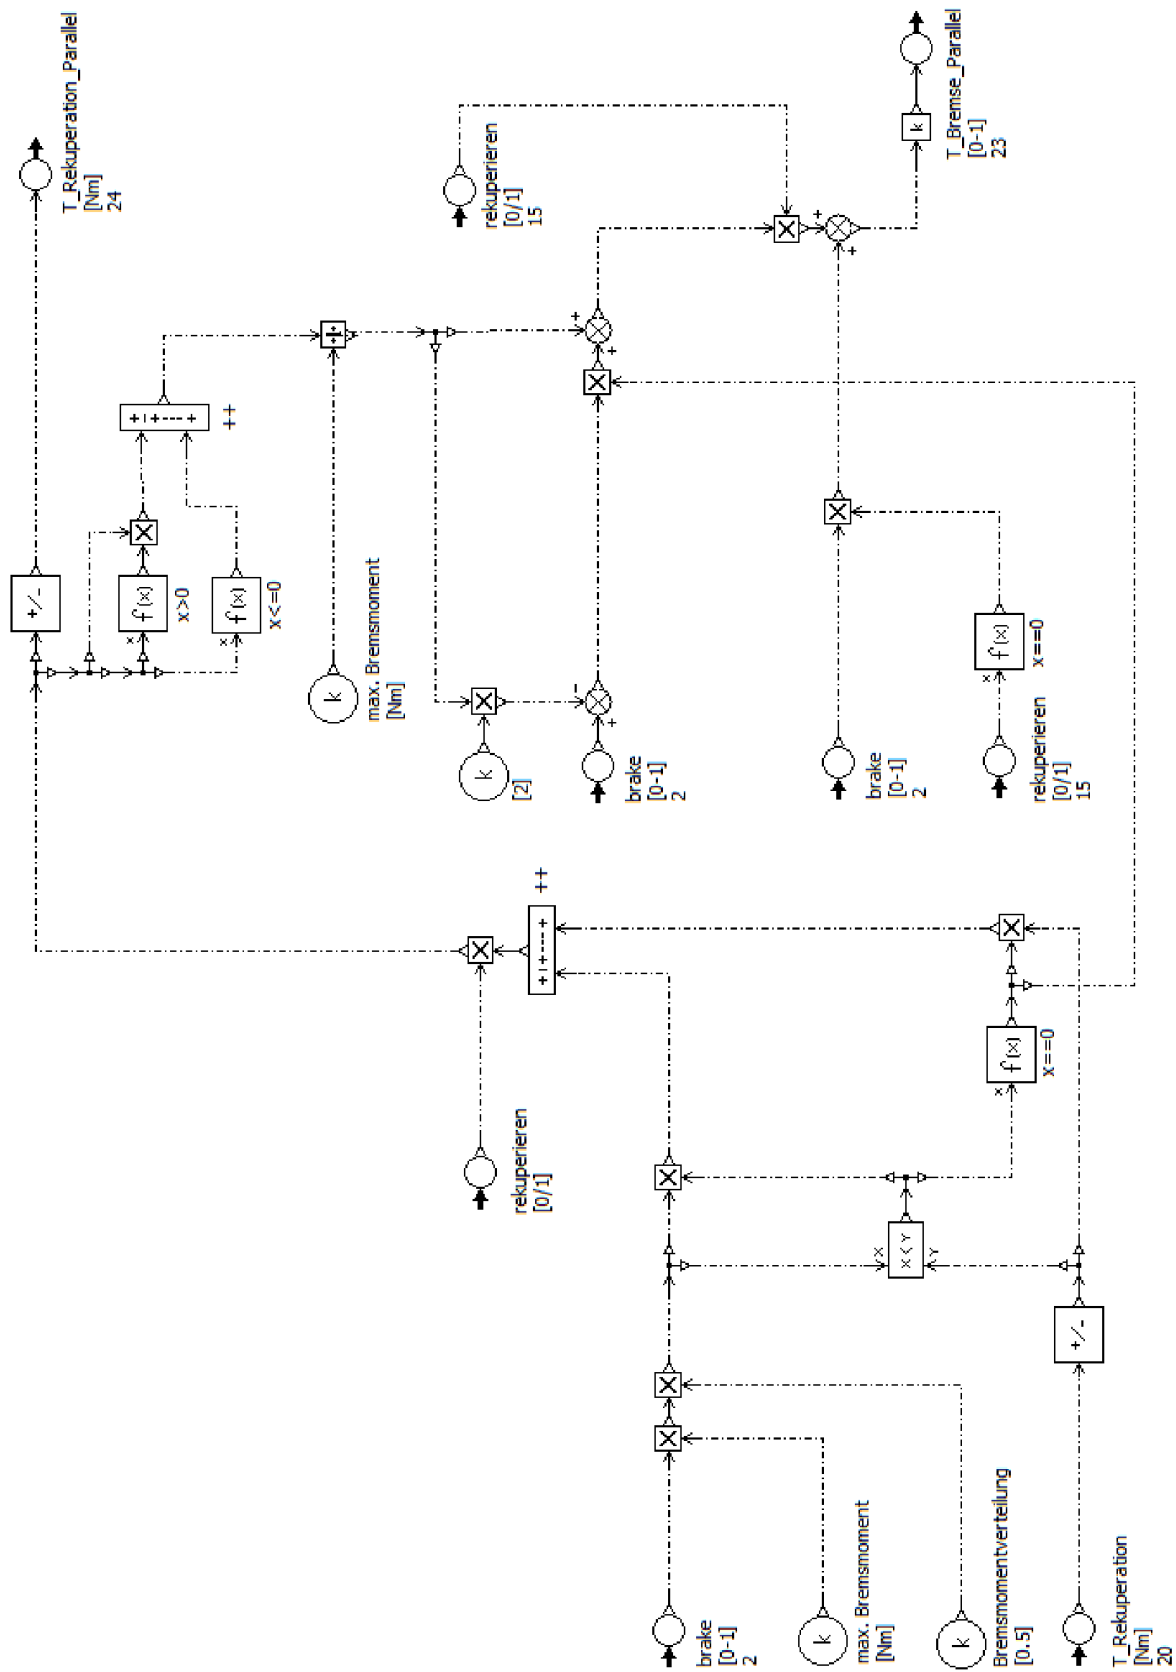 +/-
T_Rekuperation_Parallel
[Nm]
24
x
f(x)
x>0
x
f(x)
x<=0
++
k
max. Bremsmoment
[Nm]
rekuperieren
[0/1]
k
[2]
++
brake
[0-1]
2
rekuperieren
[0/1]
15
brake
[0-1]
2
k
max. Bremsmoment
[Nm]
brake
[0-1]
2
k
T_Bremse_Parallel
[0-1]
23
X
x<Y
Y
k
Bremsmomentverteilung
[0.5]
x
f(x)
x==0
x
f(x)
x==0
rekuperieren
[0/1]
15
+/-
T_Rekuperation
[Nm]
20